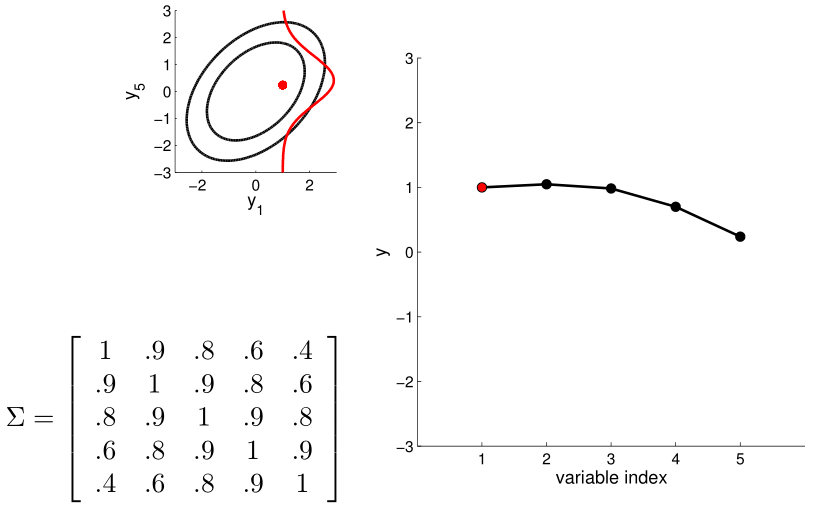 3
2
1
0
−1
−2
−3
y5
−2 0 2
y1
3
2
1
0
−1
−2
−3
y
1 2 3 4 5
variable index
Σ =
1 .9 .8 .6 .4
.9 1 .9 .8 .6
.8 .9 1 .9 .8
.6 .8 .9 1 .9
.4 .6 .8 .9 1